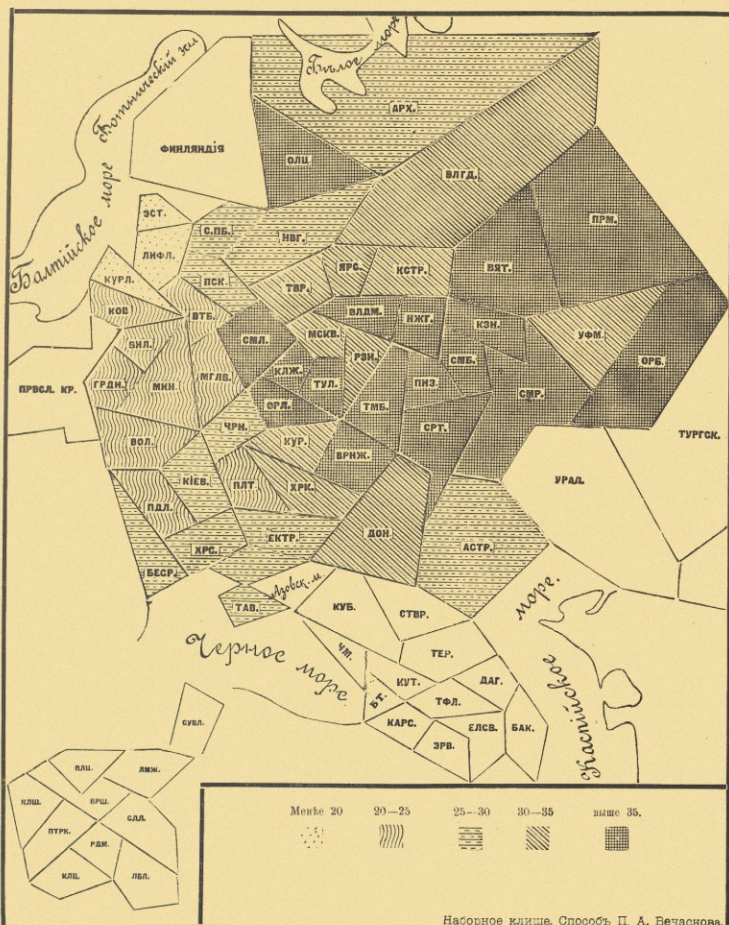 Ботническій зал.
Бѣлое море
АРХ.
ФИНЛЯНДІЯ
ОЛЦ.
ВЛГД.
Балтійское море
ЭСТ.
С.ПБ.
НВГ.
ПРМ.
ЛИФЛ.
ВЯТ.
КУРЛ.
ПСК.
ТВР.
ЯРС.
КСТР.
КОВ
ВТБ.
СМЛ.
МСКВ.
ВЛДМ.
НЖГ.
КЗН.
УФМ.
ОРБ.
ВИЛ.
ПРВСЛ. КР.
ГРДН.
МИН.
МГЛВ.
КЛЖ.
ТУЛ.
РЗН.
ПНЗ.
СМБ.
СМР.
ОРЛ.
ТМБ.
СРТ.
ТУРГСК.
ВОЛ.
ЧРН.
КУР.
ВРНЖ.
КІЕВ.
ПЛТ.
ХРК.
УРАЛ.
ПДЛ.
ХРС.
ЕКТР.
ДОН.
АСТР.
БЕСР.
ТАВ.
Азовск. м.
КУБ.
СТВР.
Черное море
ЧМ.
ТЕР.
Каспійское море.
БТ.
КУТ.
ДАГ.
ТФЛ.
КАРС.
ЭРВ.
ЕЛСВ.
БАК.
СУВЛ.
ПЛЦ.
ЛМЖ.
КЛШ.
ВРШ.
СДЛ.
ПТРК.
РДМ.
КЛЦ.
ЛБЛ.
Менѣе 20 20—25 25—30 30—35 выше 35.
Наборное клише. Способъ П. А. Вечаснова.